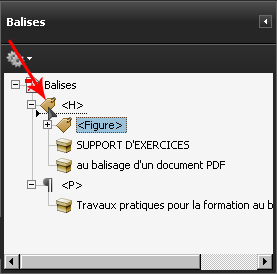 Balises
Balises
<H>
<Figure>
SUPPORT D'EXERCICES
au balisage d'un document PDF
<P>
Travaux pratiques pour la formation au b